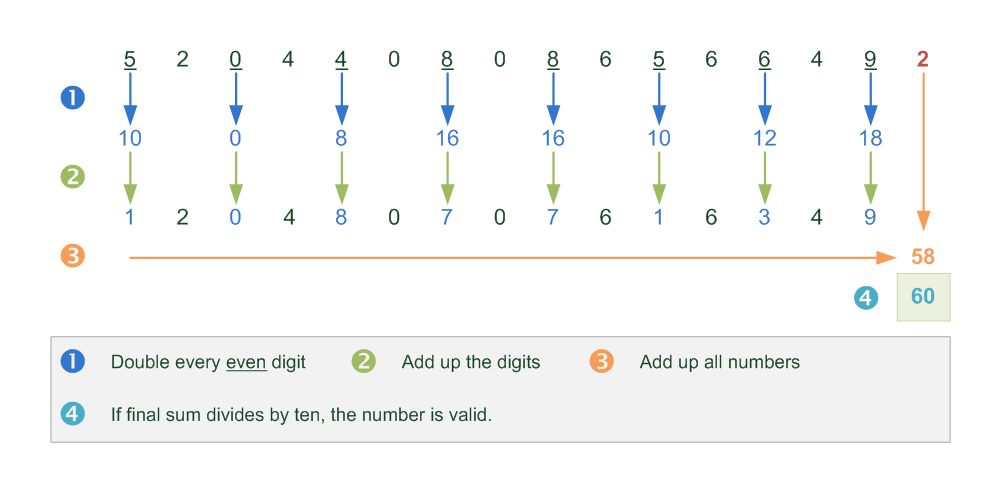 5 2 0 4 4 0 8 0 8 6 5 6 6 4 9 2
1
10 0 8 16 16 10 12 18
2
1 2 0 4 8 0 7 0 7 6 1 6 3 4 9
3 58
4 60
1 Double every even digit 2 Add up the digits 3 Add up all numbers
4 If final sum divides by ten, the number is valid.